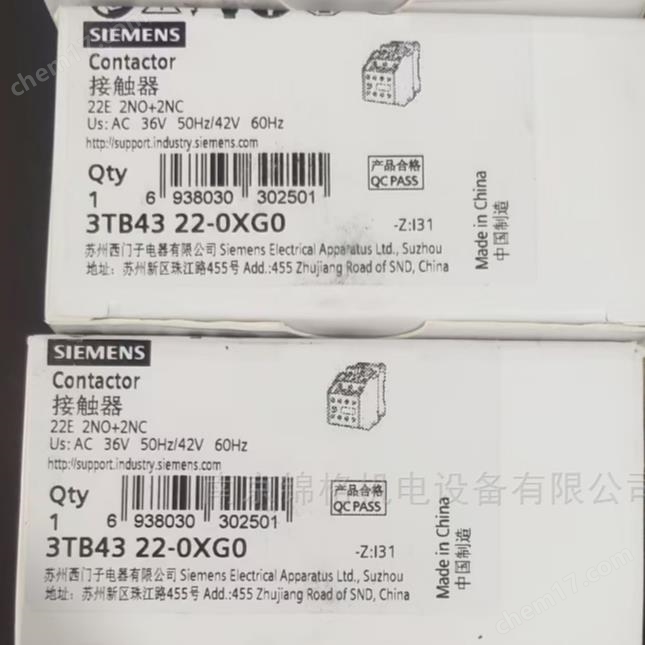 SIEMENS
Contactor
接触器
22E 2NO+2NC
Us: AC 36V 50Hz/42V 60Hz
http://support.industry.siemens.com
Qty
1
6 938030 302501
产品合格
QC PASS
3TB43 22-0XG0
-Z:I31
苏州西门子电器有限公司 Siemens Electrical Apparatus Ltd., Suzhou
地址: 苏州新区珠江路455号 Add.:455 Zhujiang Road of SND, China
Made in China
中国制造
SIEMENS
Contactor
接触器
22E 2NO+2NC
Us: AC 36V 50Hz/42V 60Hz
http://support.industry.siemens.com
Qty
1
6 938030 302501
产品合格
QC PASS
3TB43 22-0XG0
-Z:I31
苏州西门子电器有限公司 Siemens Electrical Apparatus Ltd., Suzhou
地址: 苏州新区珠江路455号 Add.:455 Zhujiang Road of SND, China
Made in China
中国制造
机电设备有限公司
chem17.com